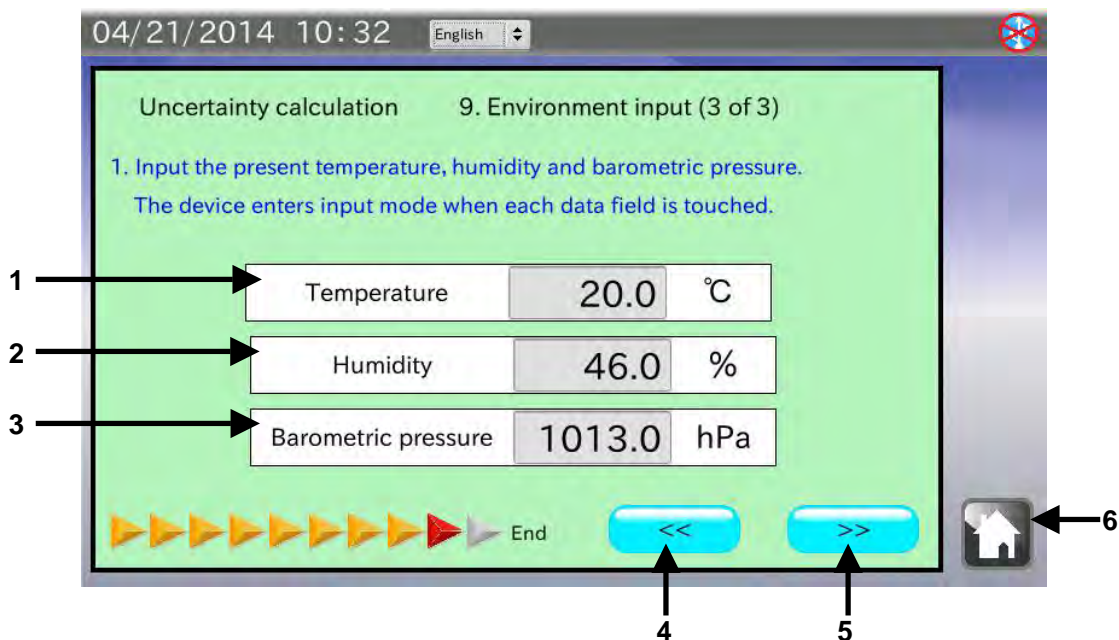 04/21/2014 10:32 English
Uncertainty calculation 9. Environment input (3 of 3)
1. Input the present temperature, humidity and barometric pressure.
The device enters input mode when each data field is touched.
1 Temperature 20.0 ℃
2 Humidity 46.0 %
3 Barometric pressure 1013.0 hPa
End << >> 6
4 5